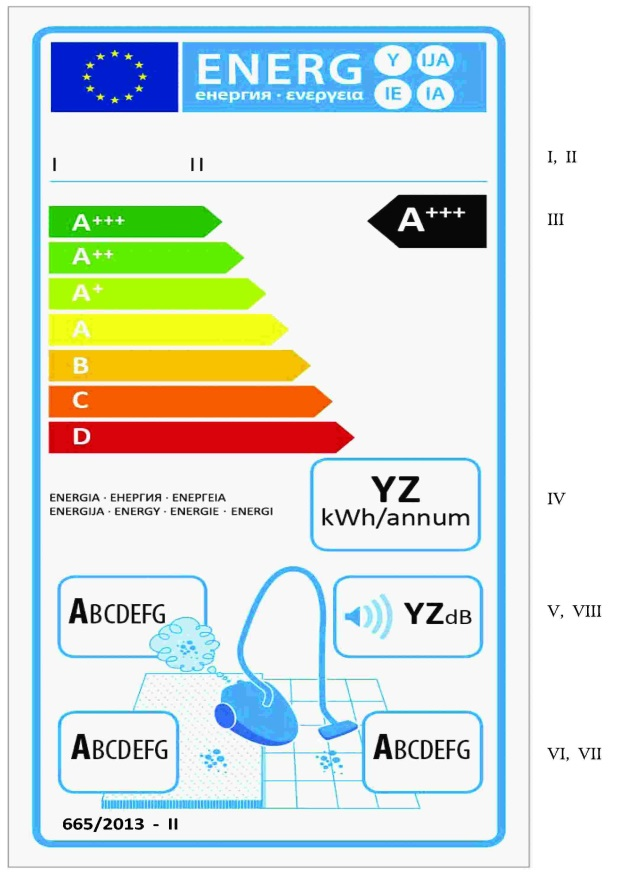 ENERG Y IJA
енергия · ενεργεια IE IA
I II I, II
A+++ A+++ III
A++
A+
A
B
C
D
YZ
ENERGIA · ЕНЕРГИЯ · ΕΝΕΡΓΕΙΑ kWh/annum IV
ENERGIJA · ENERGY · ENERGIE · ENERGI
ABCDEFG YZdB V, VIII
ABCDEFG ABCDEFG VI, VII
665/2013 - II